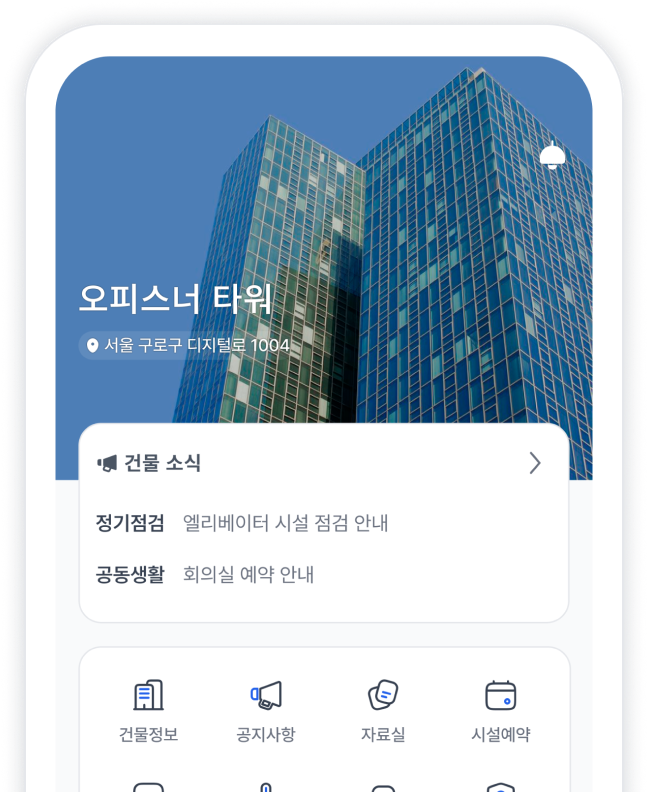 오피스너 타워
서울 구로구 디지털로 1004
건물 소식
정기점검 엘리베이터 시설 점검 안내
공동생활 회의실 예약 안내
건물정보 공지사항 자료실 시설예약